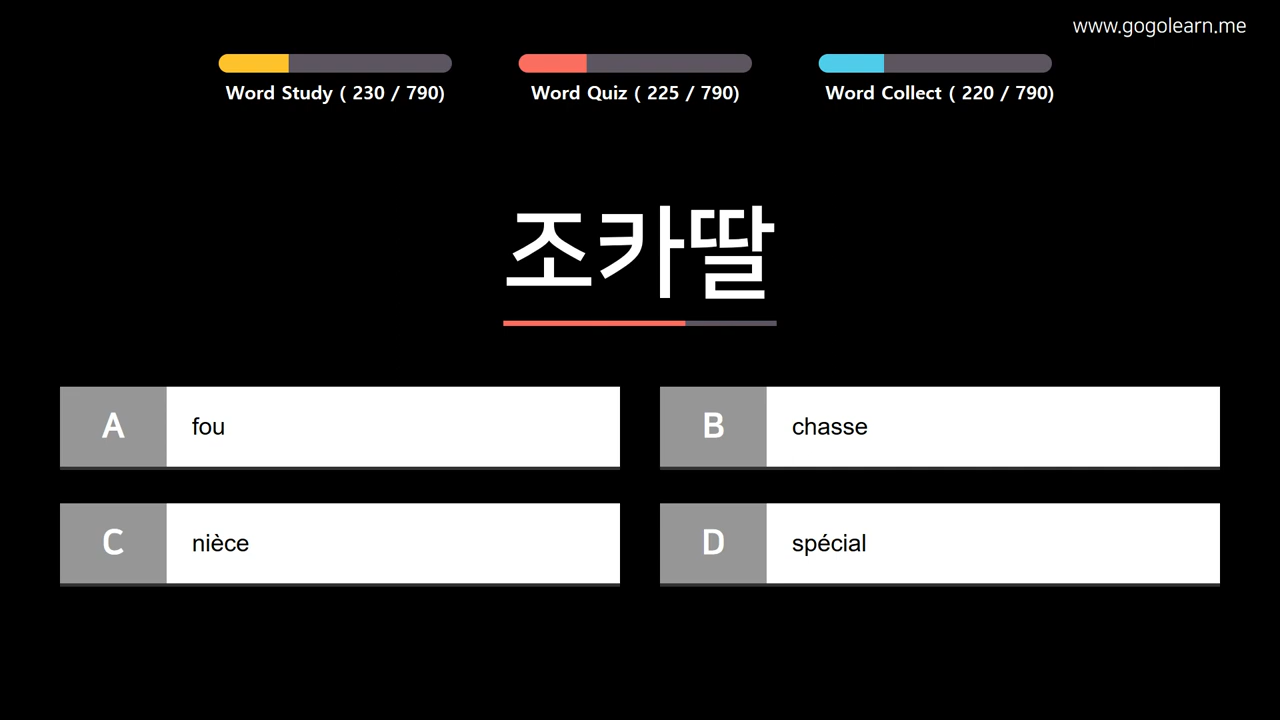 www.gogolearn.me
Word Study ( 230 / 790)
Word Quiz ( 225 / 790)
Word Collect ( 220 / 790)
조카딸
A fou
B chasse
C nièce
D spécial